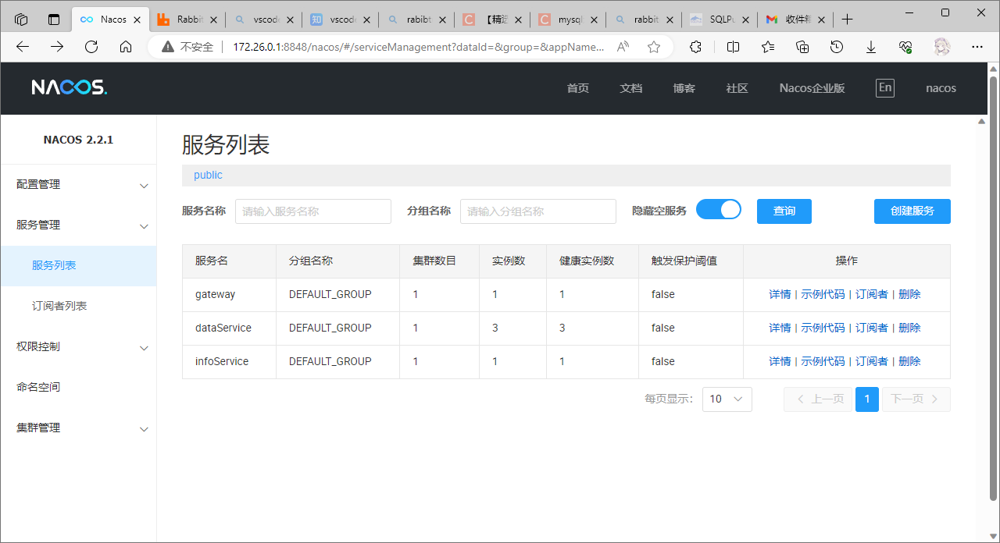 Nacos
Rabbit
vscode
vscode
rabibt
【精
mysql
rabbit
SQLPu
收件箱
不安全
172.26.0.1:8848/nacos/#/serviceManagement?dataId=&group=&appName...
NACOS.
首页
文档
博客
社区
Nacos企业版
En
nacos
NACOS 2.2.1
配置管理
服务管理
服务列表
订阅者列表
权限控制
命名空间
集群管理
服务列表
public
服务名称 请输入服务名称 分组名称 请输入分组名称 隐藏空服务 查询 创建服务
服务名 分组名称 集群数目 实例数 健康实例数 触发保护阈值 操作
gateway DEFAULT_GROUP 1 1 1 false 详情 | 示例代码 | 订阅者 | 删除
dataService DEFAULT_GROUP 1 3 3 false 详情 | 示例代码 | 订阅者 | 删除
infoService DEFAULT_GROUP 1 1 1 false 详情 | 示例代码 | 订阅者 | 删除
每页显示： 10 上一页 1 下一页